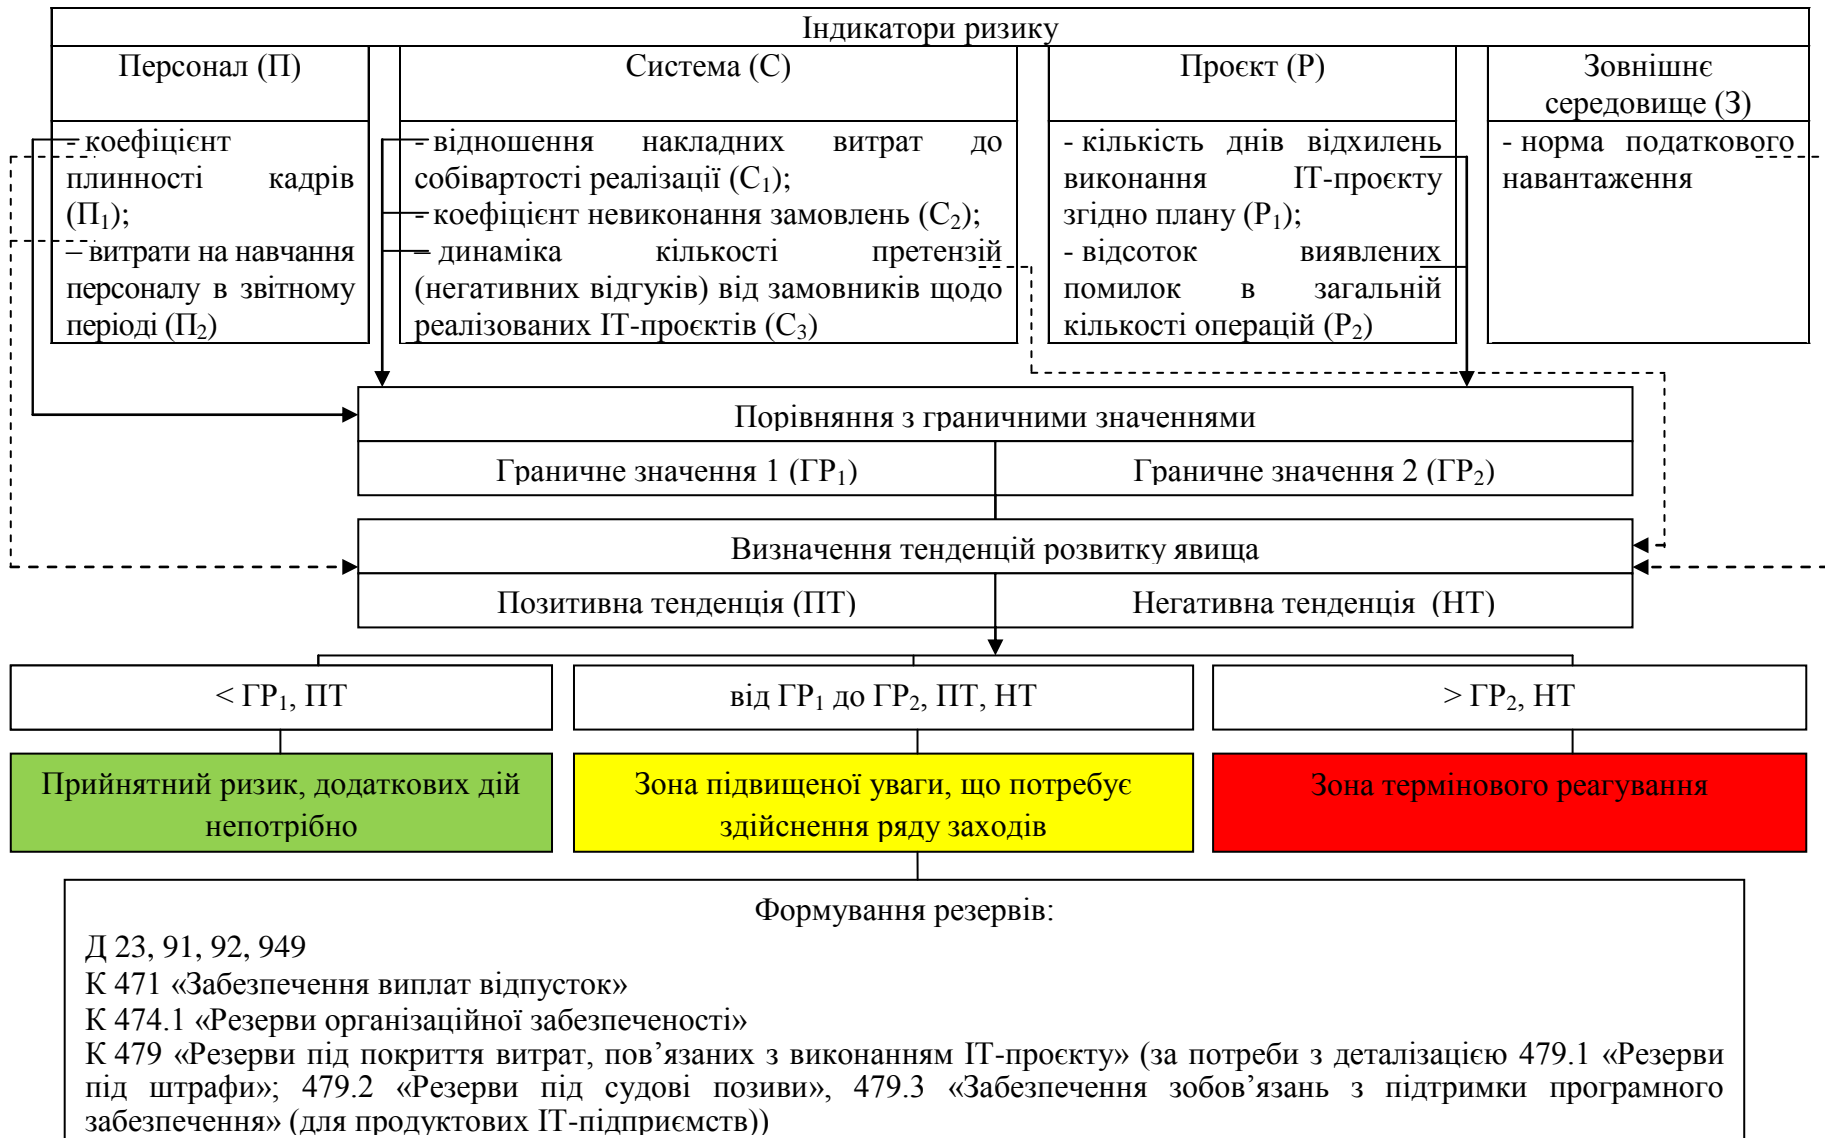 Індикатори ризику
Персонал (П)
Система (С)
Проєкт (Р)
Зовнішнє
середовище (З)
- коефіцієнт
плинності кадрів
(П₁);
– витрати на навчання
персоналу в звітному
періоді (П₂)
- відношення накладних витрат до
собівартості реалізації (С₁);
- коефіцієнт невиконання замовлень (С₂);
– динаміка кількості претензій
(негативних відгуків) від замовників щодо
реалізованих ІТ-проєктів (С₃)
- кількість днів відхилень
виконання ІТ-проєкту
згідно плану (Р₁);
- відсоток виявлених
помилок в загальній
кількості операцій (Р₂)
- норма податкового
навантаження
Порівняння з граничними значеннями
Граничне значення 1 (ГР₁)
Граничне значення 2 (ГР₂)
Визначення тенденцій розвитку явища
Позитивна тенденція (ПТ)
Негативна тенденція (НТ)
< ГР₁, ПТ
від ГР₁ до ГР₂, ПТ, НТ
> ГР₂, НТ
Прийнятний ризик, додаткових дій
непотрібно
Зона підвищеної уваги, що потребує
здійснення ряду заходів
Зона термінового реагування
Формування резервів:
Д 23, 91, 92, 949
К 471 «Забезпечення виплат відпусток»
К 474.1 «Резерви організаційної забезпеченості»
К 479 «Резерви під покриття витрат, пов’язаних з виконанням ІТ-проєкту» (за потреби з деталізацією 479.1 «Резерви
під штрафи»; 479.2 «Резерви під судові позиви», 479.3 «Забезпечення зобов’язань з підтримки програмного
забезпечення» (для продуктових ІТ-підприємств))